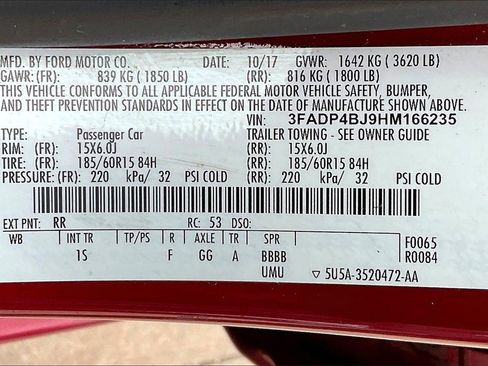 MFD. BY FORD MOTOR CO. DATE: 10/17 GVWR: 1642 KG ( 3620 LB)
GAWR: (FR): 839 KG ( 1850 LB) (RR): 816 KG ( 1800 LB)
THIS VEHICLE CONFORMS TO ALL APPLICABLE FEDERAL MOTOR VEHICLE SAFETY, BUMPER,
AND THEFT PREVENTION STANDARDS IN EFFECT ON THE DATE OF MANUFACTURE SHOWN ABOVE.
VIN: 3FADP4BJ9HM166235
TYPE: Passenger Car TRAILER TOWING - SEE OWNER GUIDE
RIM: (FR): 15X6.0J (RR): 15X6.0J
TIRE: (FR): 185/60R15 84H (RR): 185/60R15 84H
PRESSURE: (FR): 220 kPa/ 32 PSI COLD (RR): 220 kPa/ 32 PSI COLD
EXT PNT: RR RC: 53 DSO:
WB INT TR TP/PS R AXLE TR SPR F0065
1S F GG A BBBB R0084
UMU ▽ 5U5A-3520472-AA